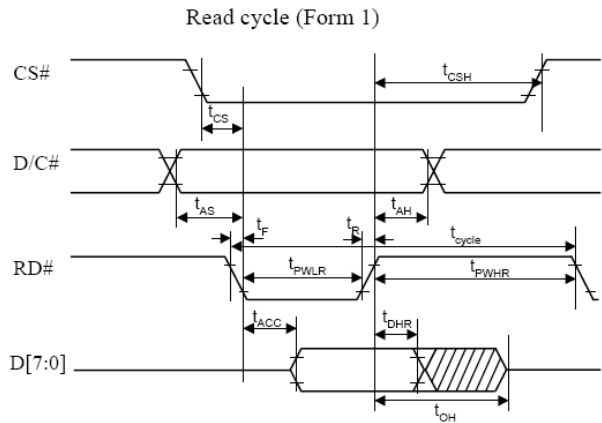 Read cycle (Form 1)
CS#
tCSH
tCS
D/C#
tAS
tF
tR
tAH
tcycle
RD#
tPWLR
tPWHR
tACC
tDHR
D[7:0]
tOH